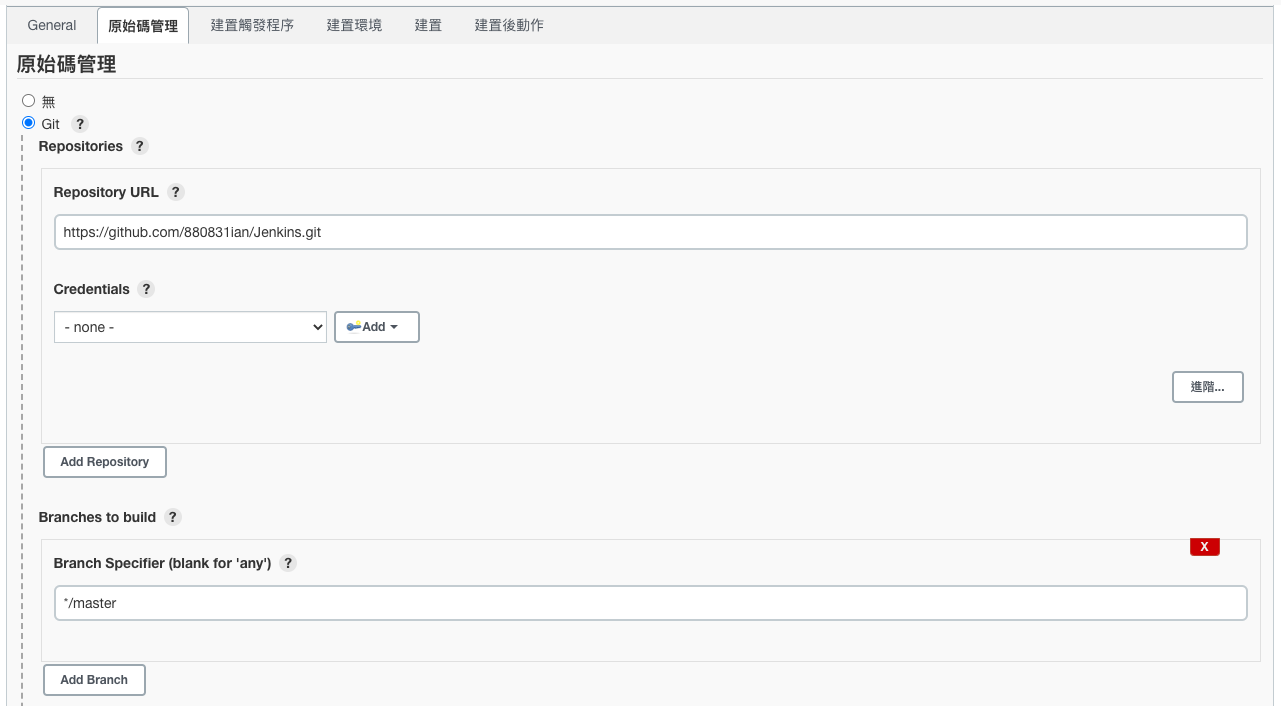 General 原始碼管理 建置觸發程序 建置環境 建置 建置後動作
原始碼管理
無
Git ?
Repositories ?
Repository URL ?
https://github.com/880831ian/Jenkins.git
Credentials ?
- none - Add
進階...
Add Repository
Branches to build ?
X
Branch Specifier (blank for 'any') ?
*/master
Add Branch